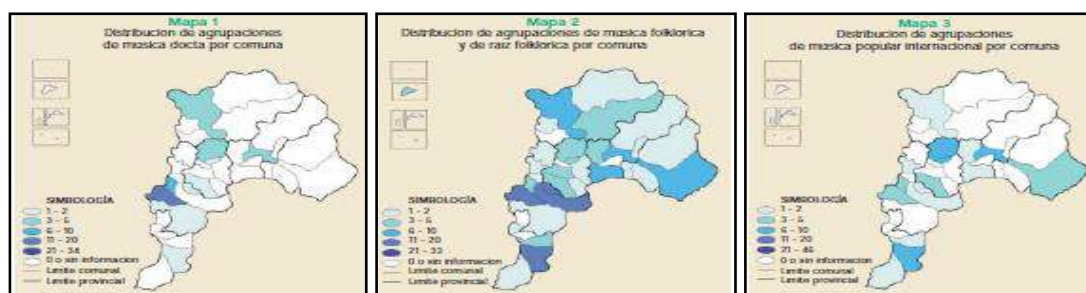 Mapa 1
Distribucion de agrupaciones
de musica docta por comuna
SIMBOLOGÍA
1 - 2
3 - 5
6 - 10
11 - 20
21 - 34
0 o sin informacion
Limite comunal
Limite provincial
Mapa 2
Distribucion de agrupaciones de musica folklorica
y de raiz folklorica por comuna
SIMBOLOGÍA
1 - 2
3 - 5
6 - 10
11 - 20
21 - 33
0 o sin informacion
Limite comunal
Limite provincial
Mapa 3
Distribucion de agrupaciones
de musica popular internacional por comuna
SIMBOLOGÍA
1 - 2
3 - 5
6 - 10
11 - 20
21 - 46
0 o sin informacion
Limite comunal
Limite provincial